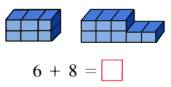 6 + 8 = □